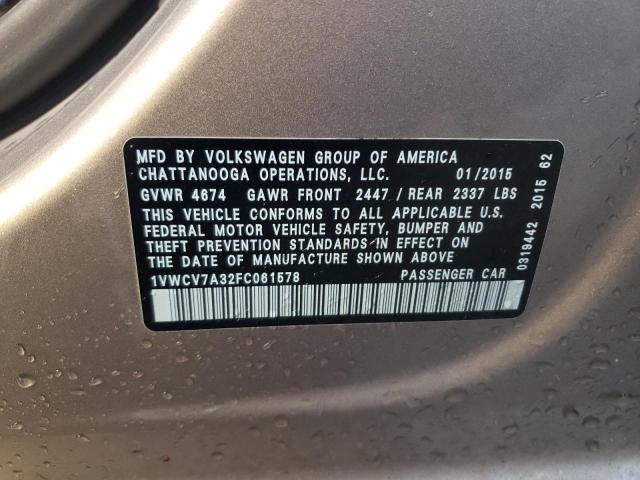 MFD BY VOLKSWAGEN GROUP OF AMERICA
CHATTANOOGA OPERATIONS, LLC. 01/2015
GVWR 4674 GAWR FRONT 2447 / REAR 2337 LBS
THIS VEHICLE CONFORMS TO ALL APPLICABLE U.S.
FEDERAL MOTOR VEHICLE SAFETY, BUMPER AND
THEFT PREVENTION STANDARDS IN EFFECT ON
THE DATE OF MANUFACTURE SHOWN ABOVE
1VWCV7A32FC061578 PASSENGER CAR
0319442 2015 62